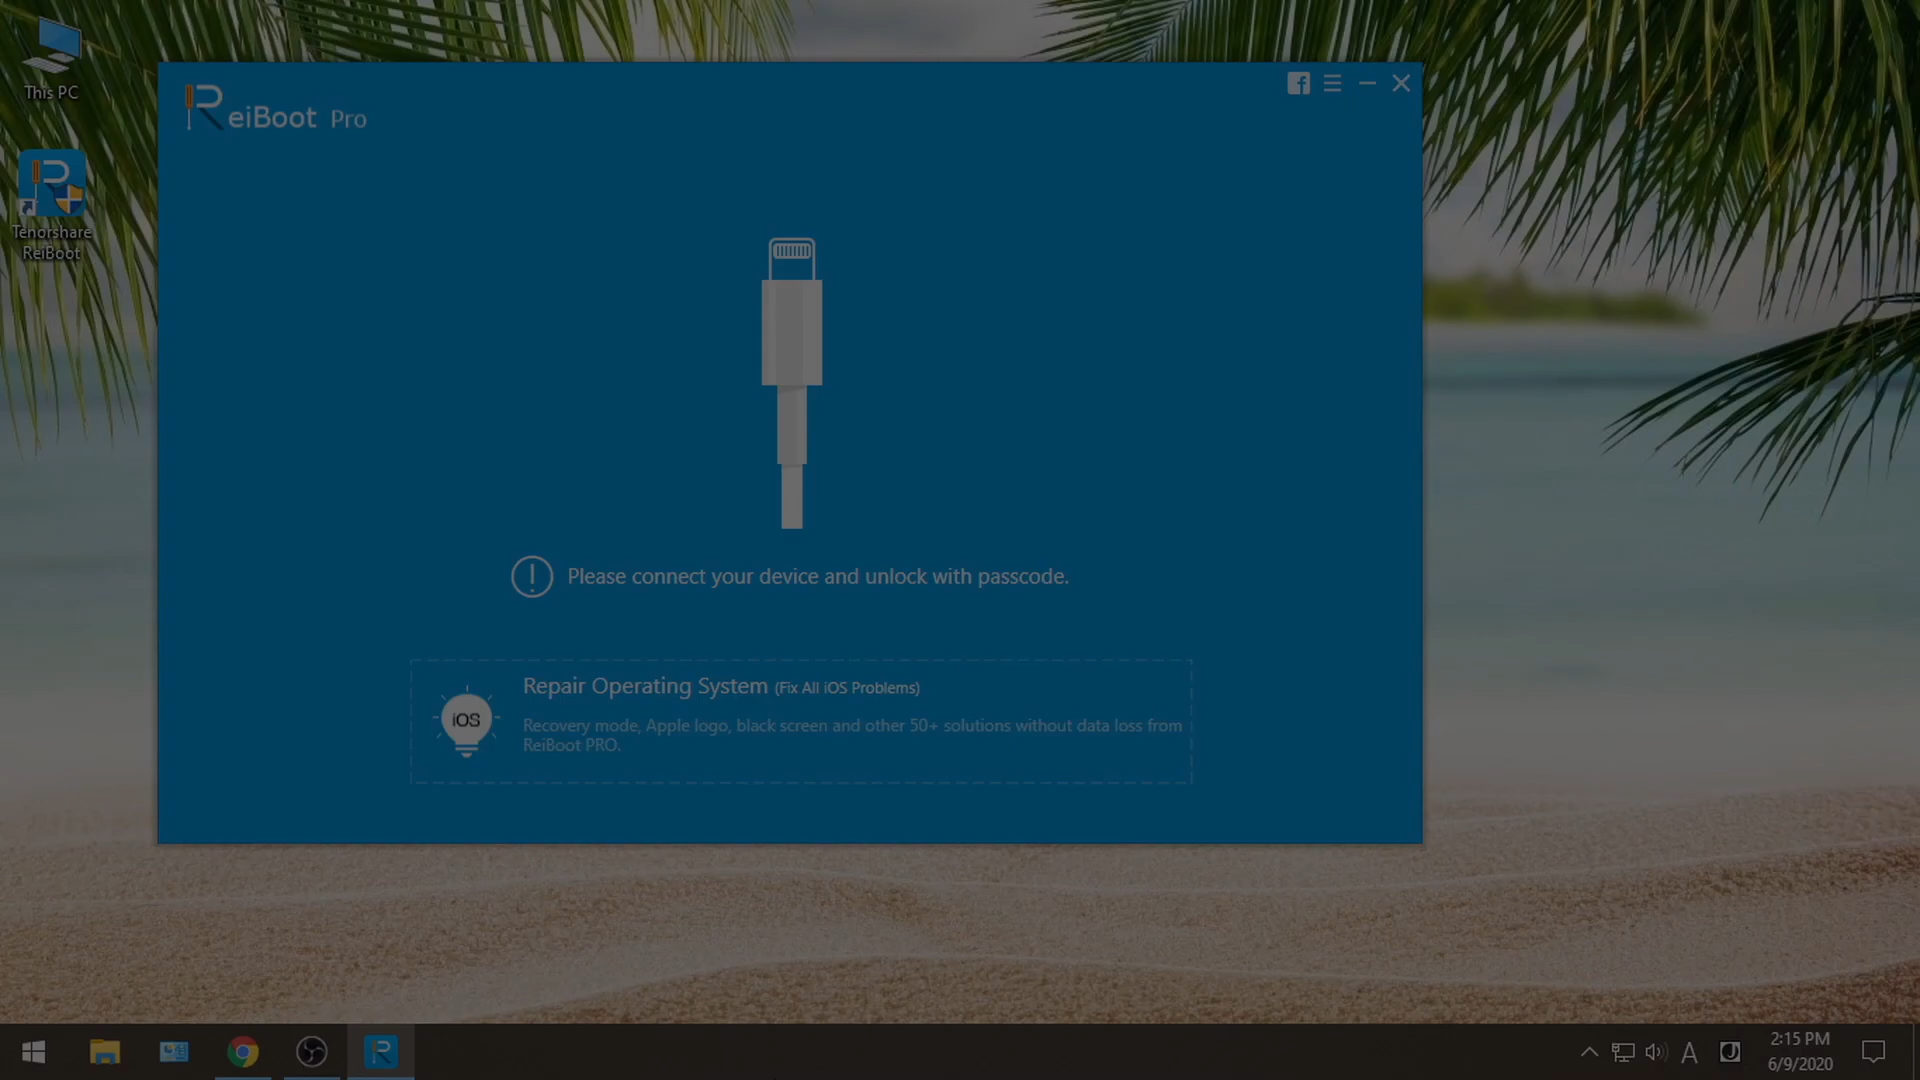 This PC
Tenorshare
ReiBoot
ReiBoot Pro
Please connect your device and unlock with passcode.
iOS
Repair Operating System (Fix All iOS Problems)
Recovery mode, Apple logo, black screen and other 50+ solutions without data loss from
ReiBoot PRO.
A
J
2:15 PM
6/9/2020